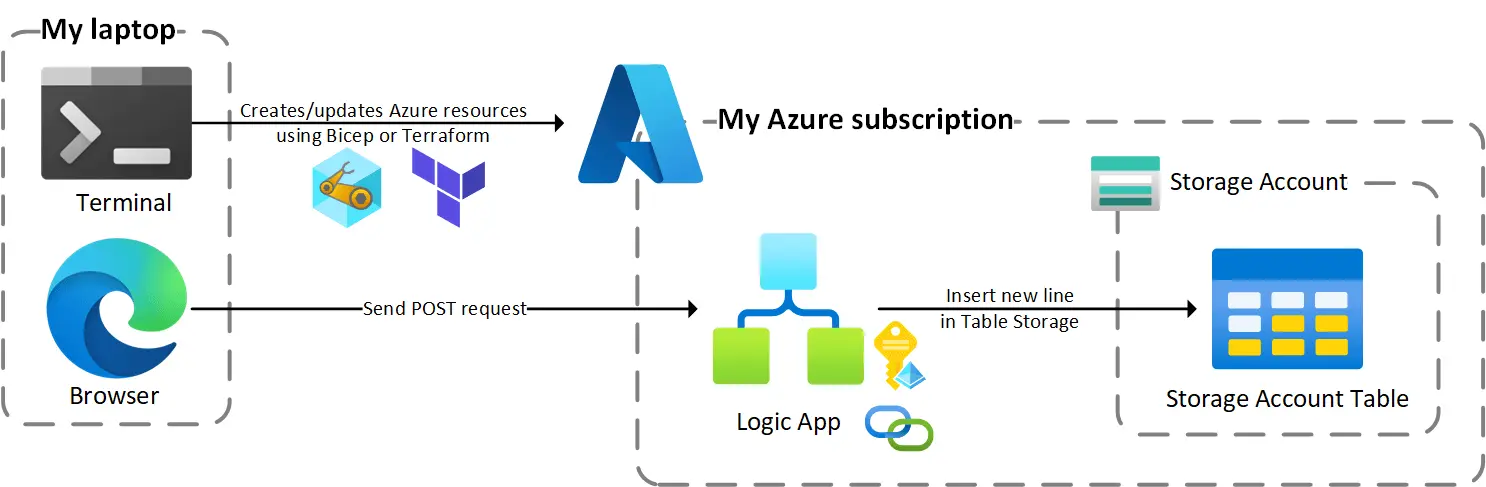 My laptop
Terminal
Creates/updates Azure resources
using Bicep or Terraform
My Azure subscription
Storage Account
Browser
Send POST request
Logic App
Insert new line
in Table Storage
Storage Account Table